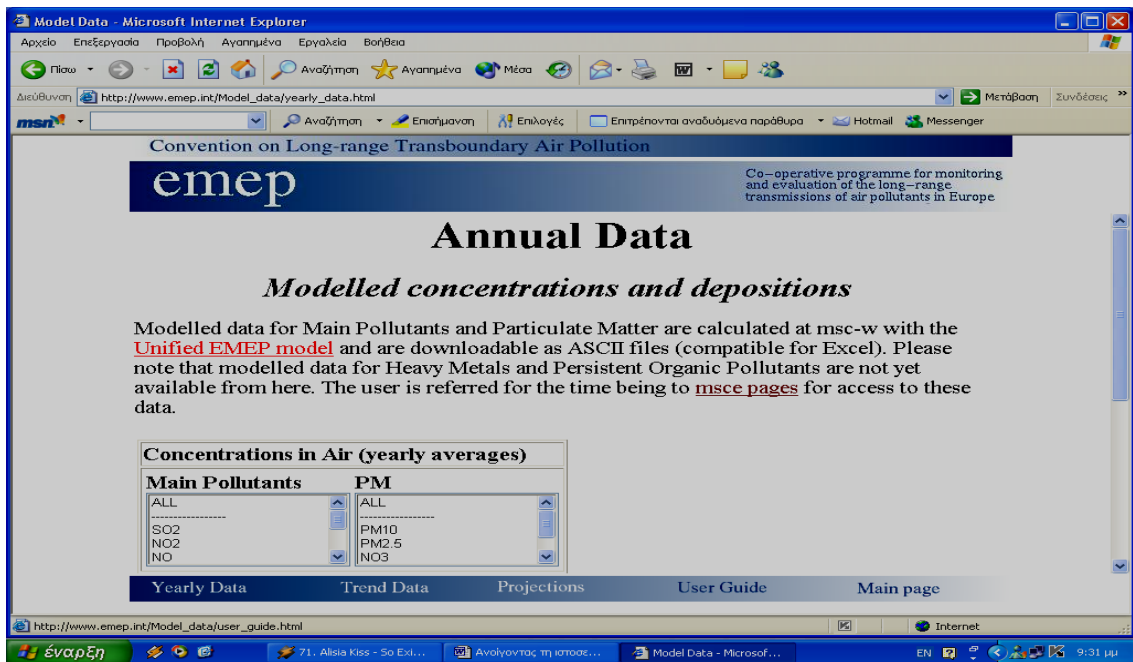 Model Data - Microsoft Internet Explorer
Αρχείο Επεξεργασία Προβολή Αγαπημένα Εργαλεία Βοήθεια
Πίσω Αναζήτηση Αγαπημένα Μέσα
Διεύθυνση http://www.emep.int/Model_data/yearly_data.html Μετάβαση Συνδέσεις »
msn Αναζήτηση Επισήμανση Επιλογές Επιτρέπονται αναδυόμενα παράθυρα Hotmail Messenger
Convention on Long-range Transboundary Air Pollution
emep
Co-operative programme for monitoring
and evaluation of the long-range
transmissions of air pollutants in Europe
Annual Data
Modelled concentrations and depositions
Modelled data for Main Pollutants and Particulate Matter are calculated at msc-w with the
Unified EMEP model and are downloadable as ASCII files (compatible for Excel). Please
note that modelled data for Heavy Metals and Persistent Organic Pollutants are not yet
available from here. The user is referred for the time being to msce pages for access to these
data.
Concentrations in Air (yearly averages)
Main Pollutants PM
ALL ALL
----------------- -----------------
SO2 PM10
NO2 PM2.5
NO NO3
Yearly Data Trend Data Projections User Guide Main page
http://www.emep.int/Model_data/user_guide.html Internet
έναρξη 71. Alisia Kiss - So Exi... Ανοίγοντας τη ιστοσε... Model Data - Microsof... EN 9:31 μμ